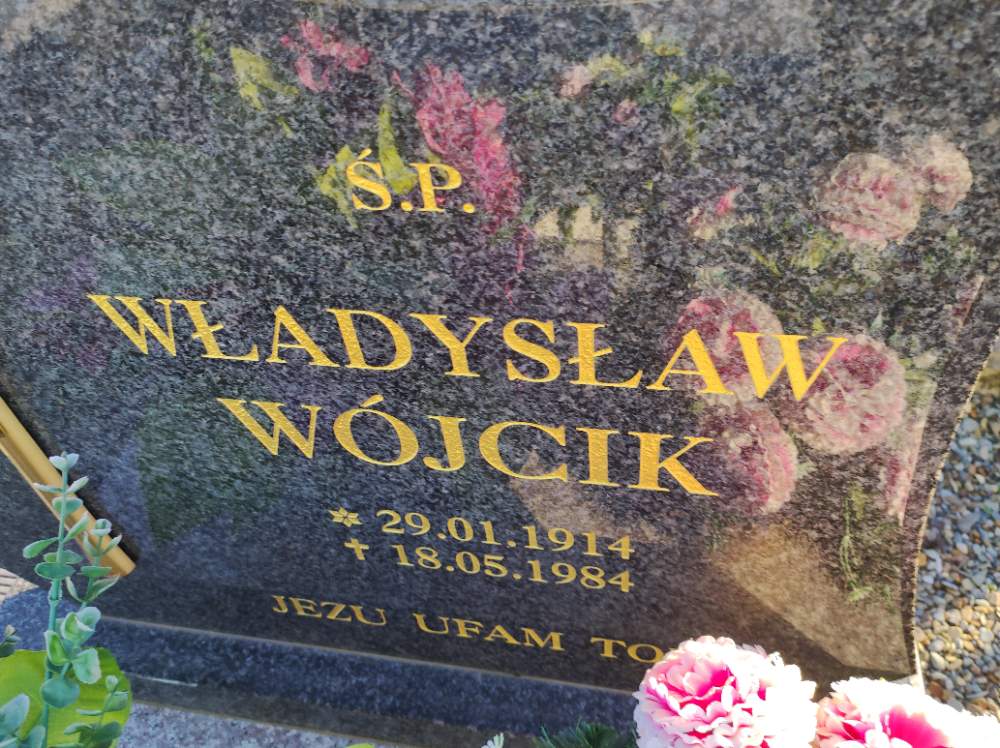 Ś.P.
WŁADYSŁAW
WÓJCIK
* 29.01.1914
✝ 18.05.1984
JEZU UFAM